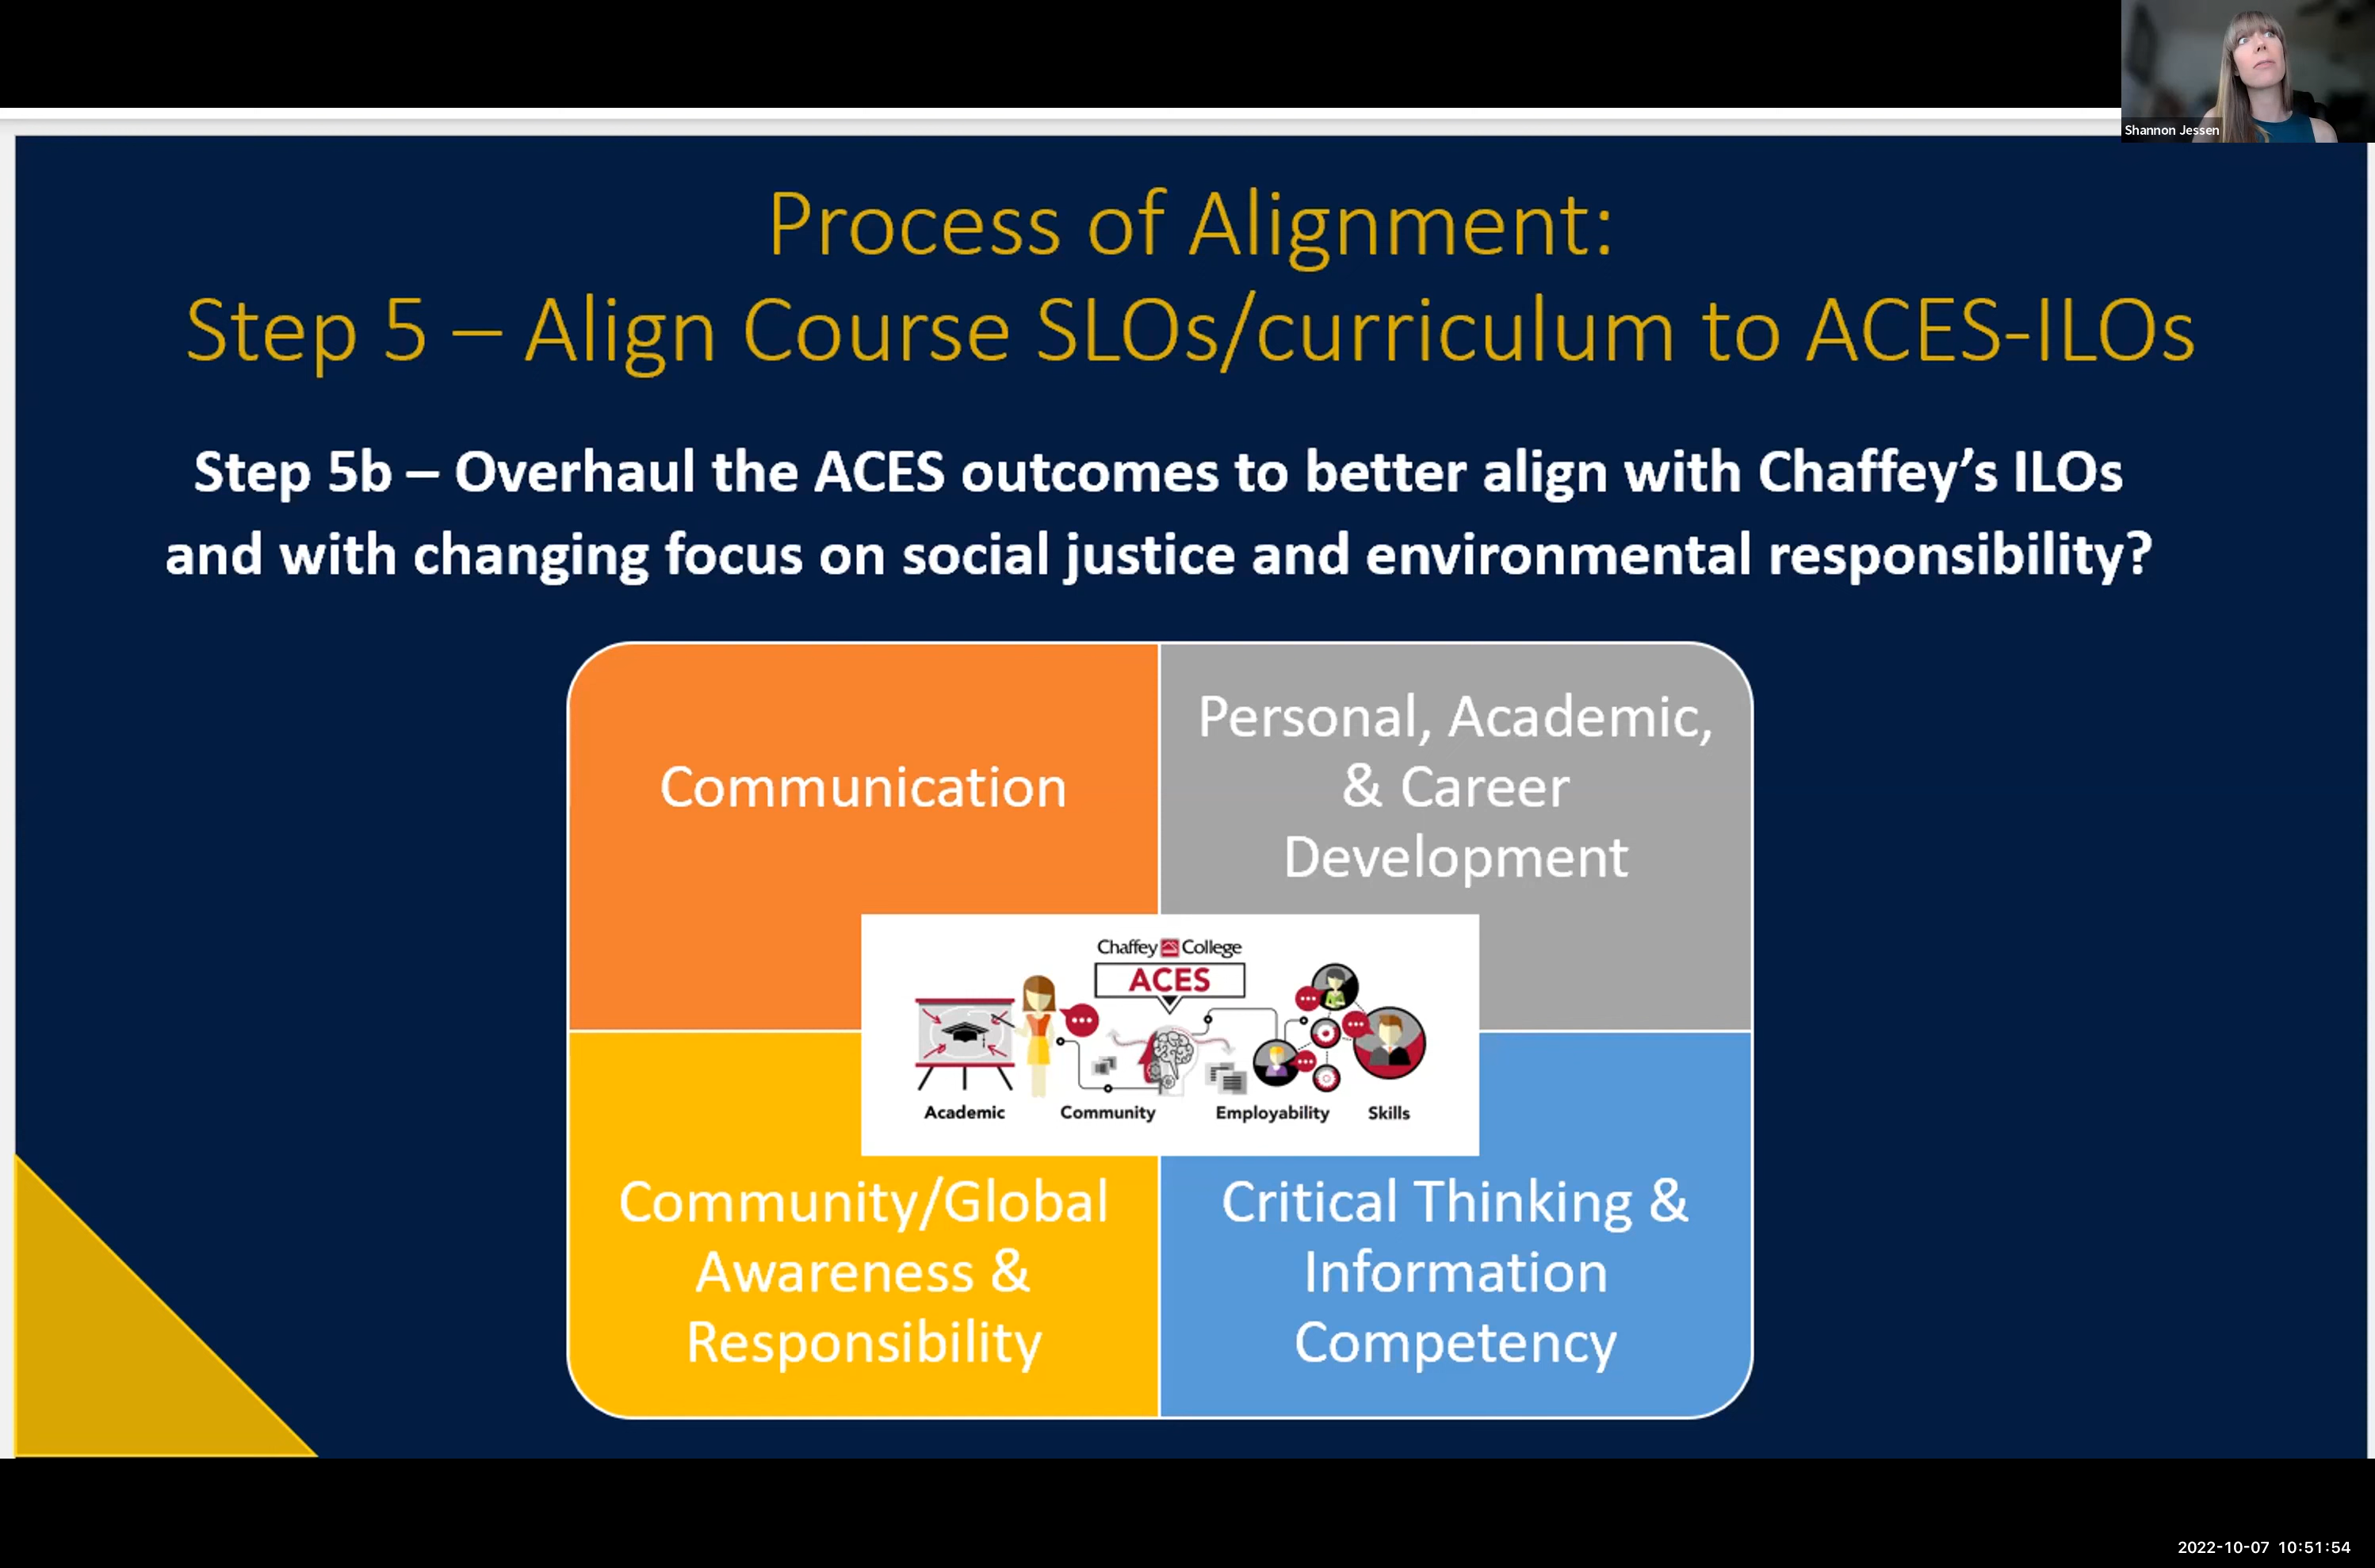 Shannon Jessen
Process of Alignment:
Step 5 – Align Course SLOs/curriculum to ACES-ILOs
Step 5b – Overhaul the ACES outcomes to better align with Chaffey’s ILOs
and with changing focus on social justice and environmental responsibility?
Communication
Personal, Academic,
& Career
Development
Chaffey College
ACES
Academic Community Employability Skills
Community/Global
Awareness &
Responsibility
Critical Thinking &
Information
Competency
2022-10-07 10:51:54